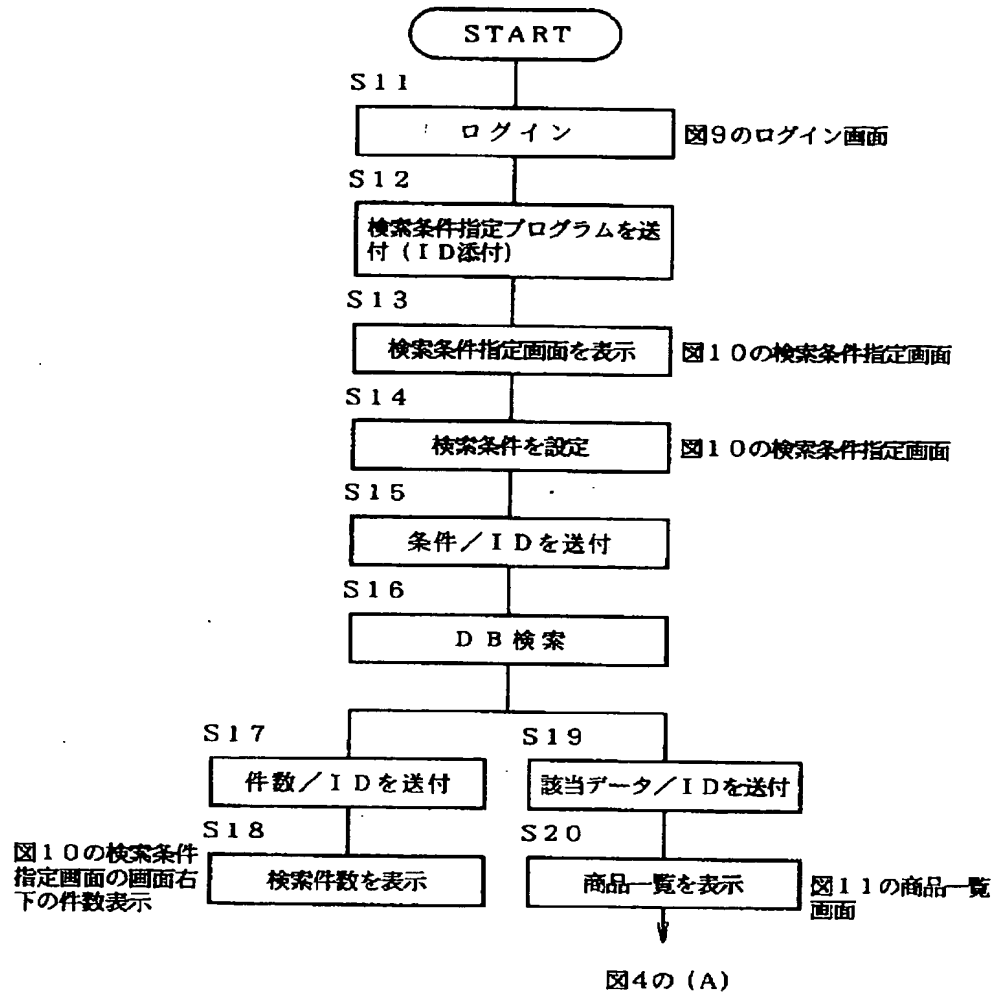 START
S11
ログイン
図9のログイン画面
S12
検索条件指定プログラムを送
付(ID添付)
S13
検索条件指定画面を表示
図10の検索条件指定画面
S14
検索条件を設定
図10の検索条件指定画面
S15
条件/IDを送付
S16
DB検索
S17
件数/IDを送付
S19
該当データ/IDを送付
S18
図10の検索条件
指定画面の画面右
下の件数表示
検索件数を表示
S20
商品一覧を表示
図11の商品一覧
画面
図4の(A)